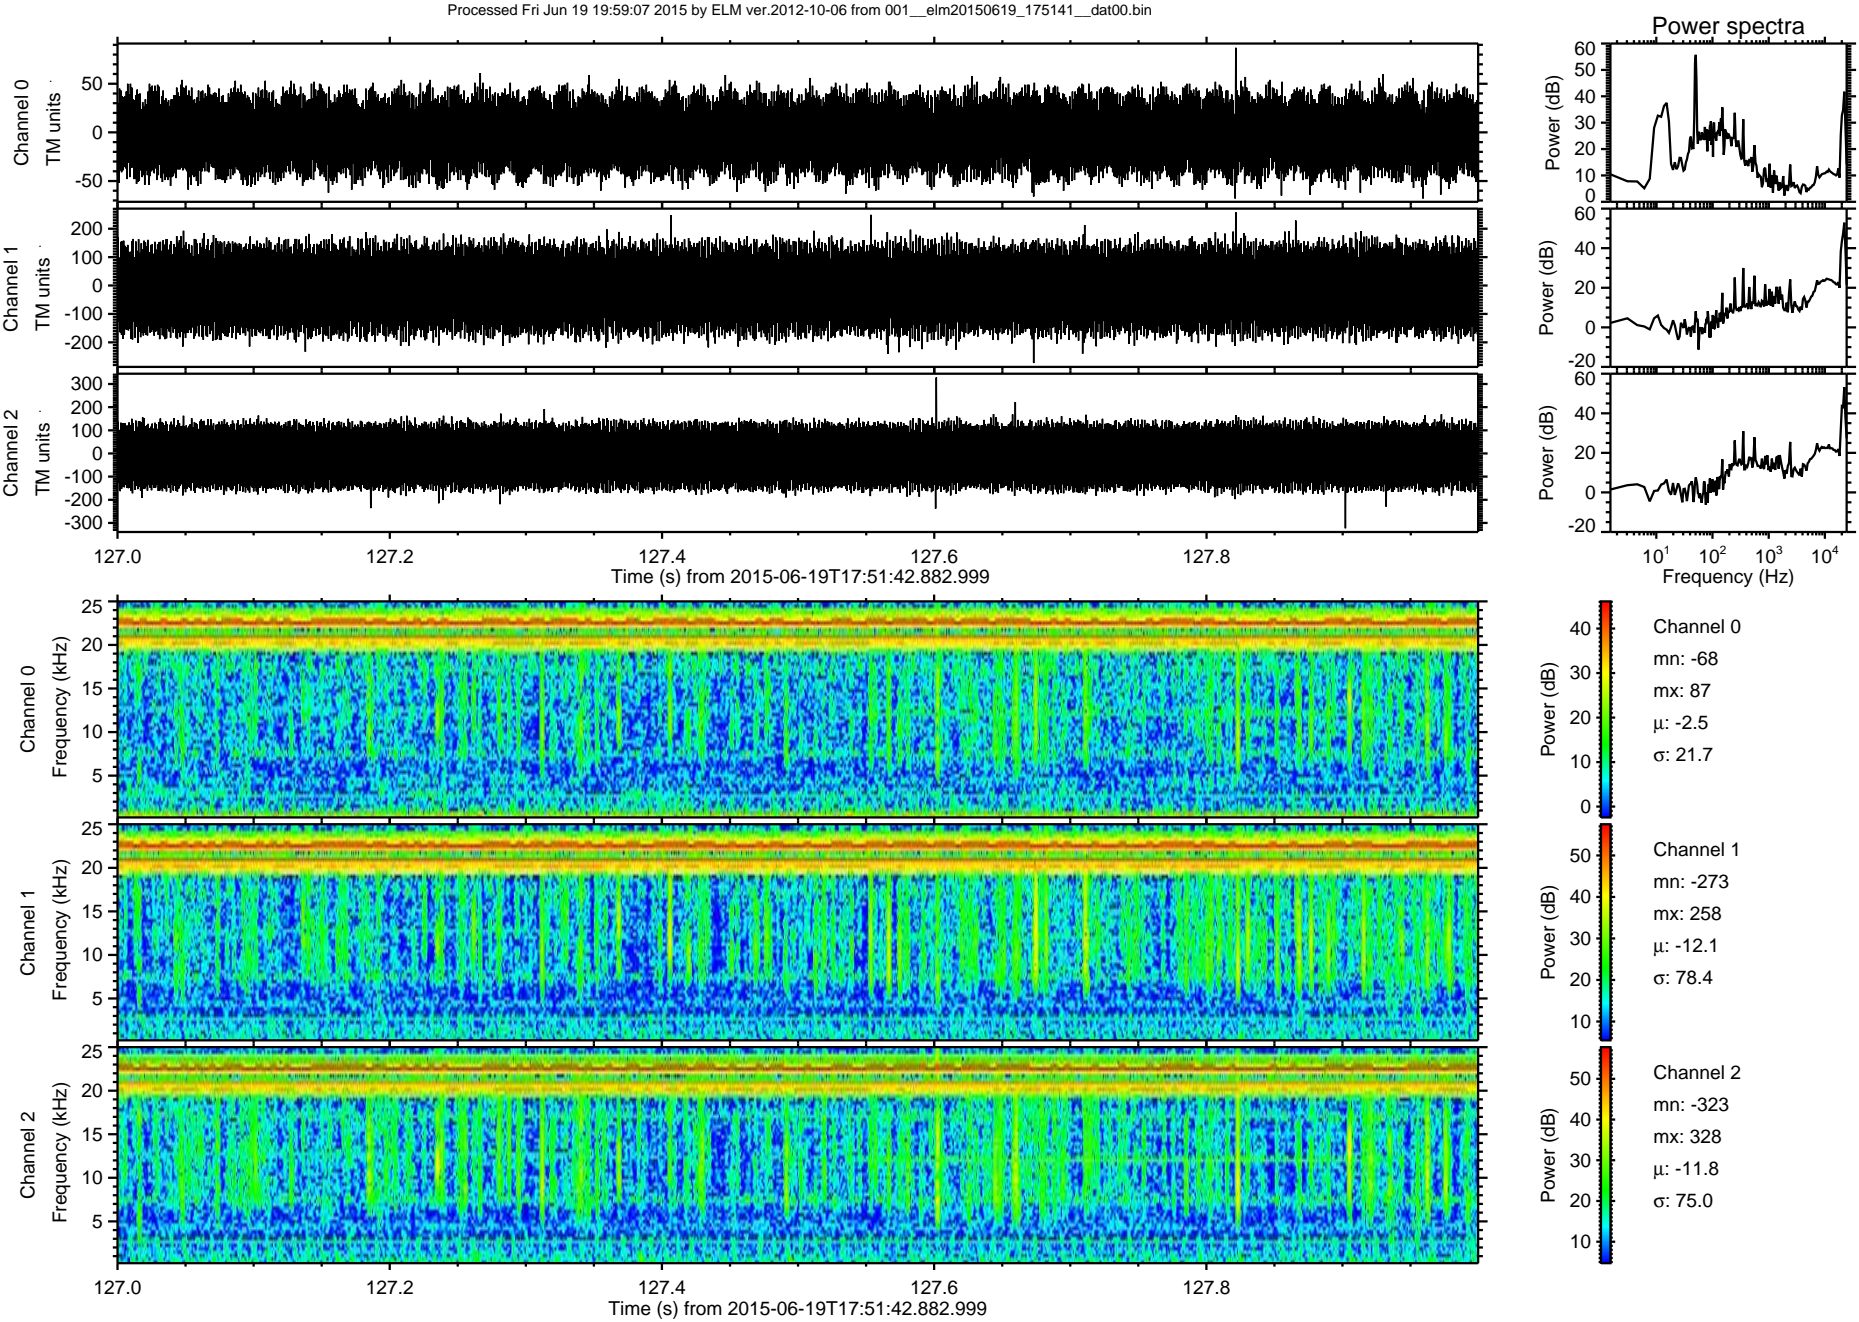 Processed Fri Jun 19 19:59:07 2015 by ELM ver.2012-10-06 from 001__elm20150619_175141__dat00.bin
Power spectra
Channel 0
TM units
50
0
-50
Power (dB)
60
50
40
30
20
10
0
Channel 1
TM units
200
100
0
-100
-200
Power (dB)
60
40
20
0
-20
Channel 2
TM units
300
200
100
0
-100
-200
-300
Power (dB)
60
40
20
0
-20
127.0 127.2 127.4 127.6 127.8
Time (s) from 2015-06-19T17:51:42.882.999
10¹ 10² 10³ 10⁴
Frequency (Hz)
Channel 0
Frequency (kHz)
25
20
15
10
5
Power (dB)
40
30
20
10
0
Channel 0
mn: -68
mx: 87
μ: -2.5
σ: 21.7
Channel 1
Frequency (kHz)
25
20
15
10
5
Power (dB)
50
40
30
20
10
Channel 1
mn: -273
mx: 258
μ: -12.1
σ: 78.4
Channel 2
Frequency (kHz)
25
20
15
10
5
Power (dB)
50
40
30
20
10
Channel 2
mn: -323
mx: 328
μ: -11.8
σ: 75.0
127.0 127.2 127.4 127.6 127.8
Time (s) from 2015-06-19T17:51:42.882.999